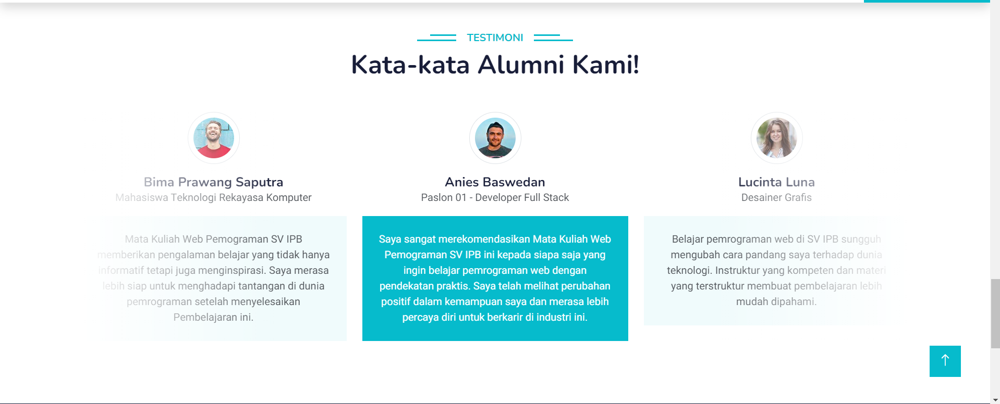 TESTIMONI
Kata-kata Alumni Kami!
Bima Prawang Saputra
Mahasiswa Teknologi Rekayasa Komputer
Mata Kuliah Web Pemograman SV IPB
memberikan pengalaman belajar yang tidak hanya
informatif tetapi juga menginspirasi. Saya merasa
lebih siap untuk menghadapi tantangan di dunia
pemrograman setelah menyelesaikan
Pembelajaran ini.
Anies Baswedan
Paslon 01 - Developer Full Stack
Saya sangat merekomendasikan Mata Kuliah Web
Pemograman SV IPB ini kepada siapa saja yang
ingin belajar pemrograman web dengan
pendekatan praktis. Saya telah melihat perubahan
positif dalam kemampuan saya dan merasa lebih
percaya diri untuk berkarir di industri ini.
Lucinta Luna
Desainer Grafis
Belajar pemrograman web di SV IPB sungguh
mengubah cara pandang saya terhadap dunia
teknologi. Instruktur yang kompeten dan materi
yang terstruktur membuat pembelajaran lebih
mudah dipahami.